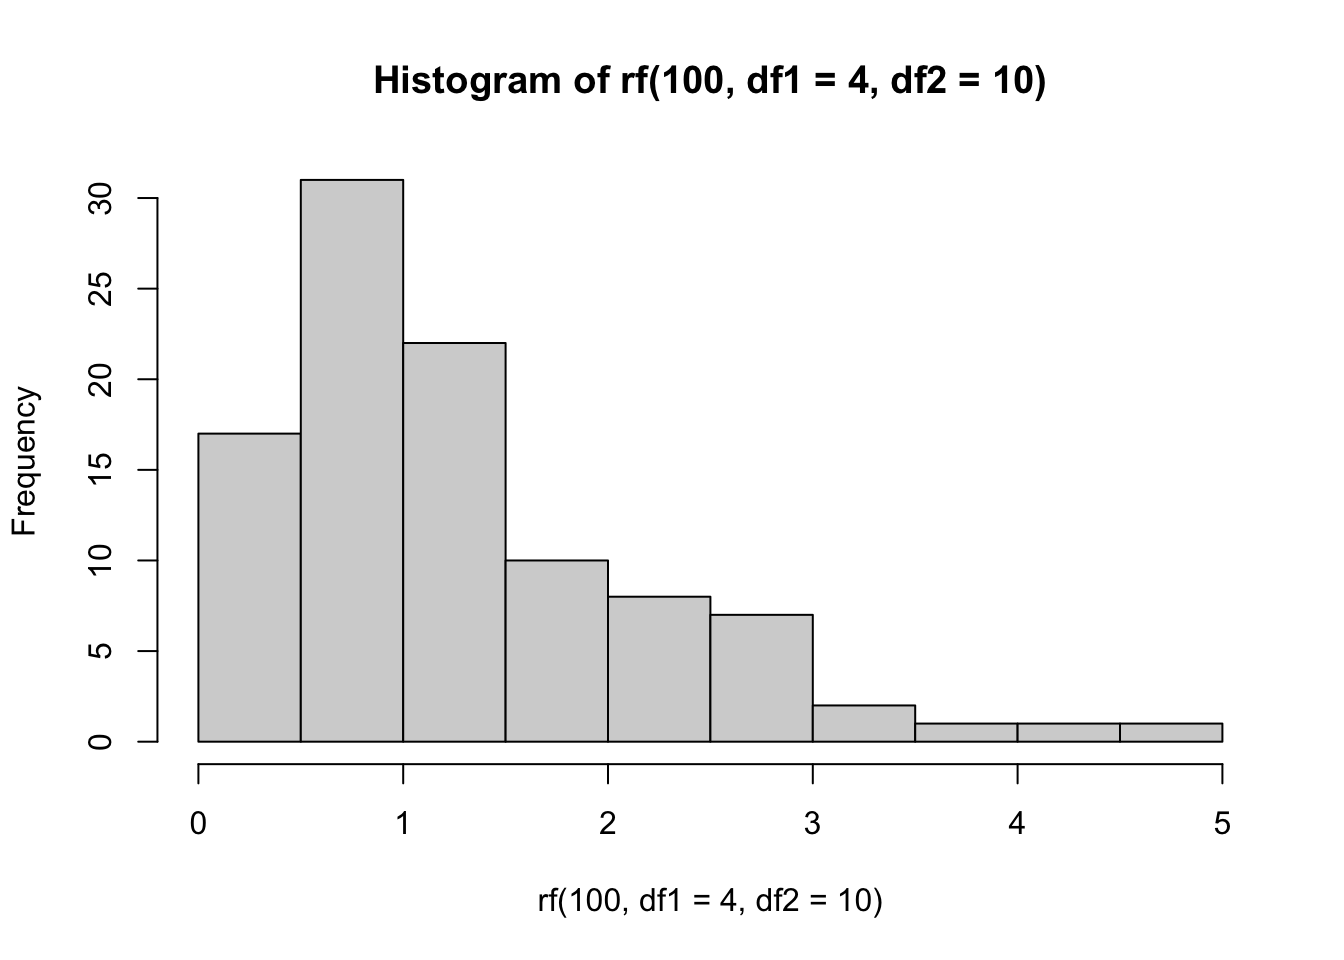 Histogram of rf(100, df1 = 4, df2 = 10)
Frequency
30
25
20
15
10
5
0
0 1 2 3 4 5
rf(100, df1 = 4, df2 = 10)